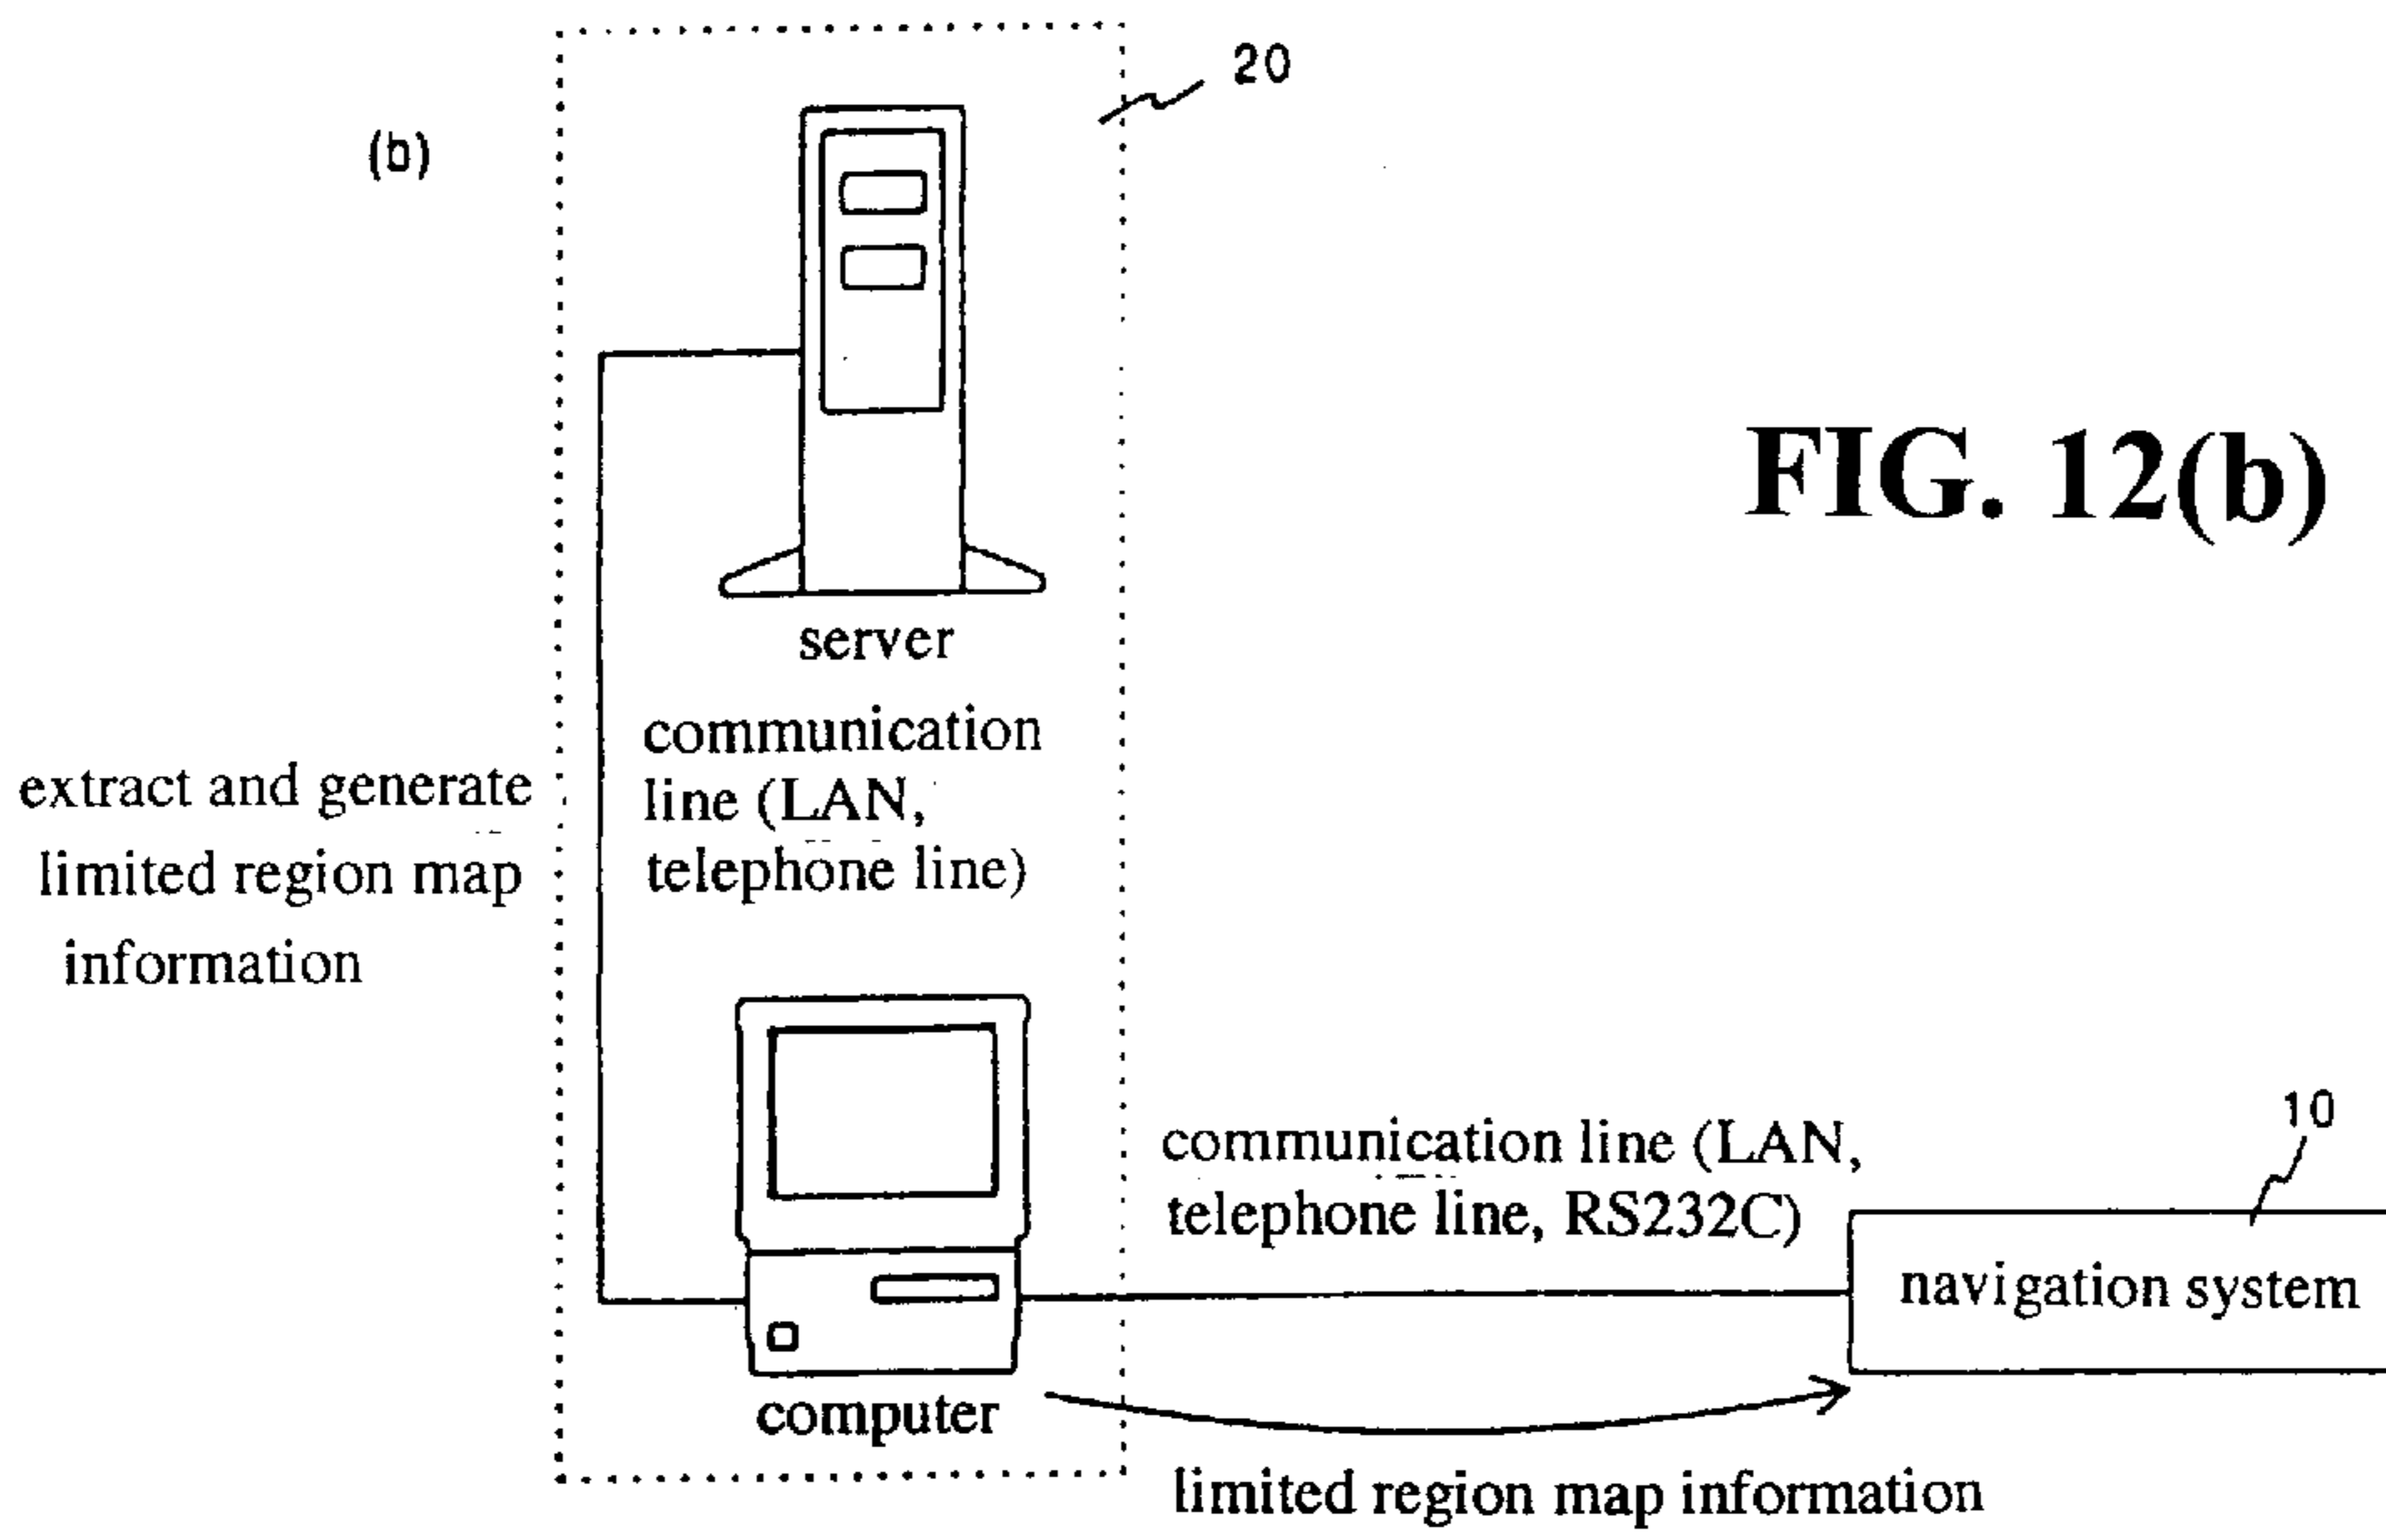 20
(b)
FIG. 12(b)
server
communication
line (LAN,
telephone line)
extract and generate
limited region map
information
communication line (LAN,
telephone line, RS232C)
10
navigation system
computer
limited region map information